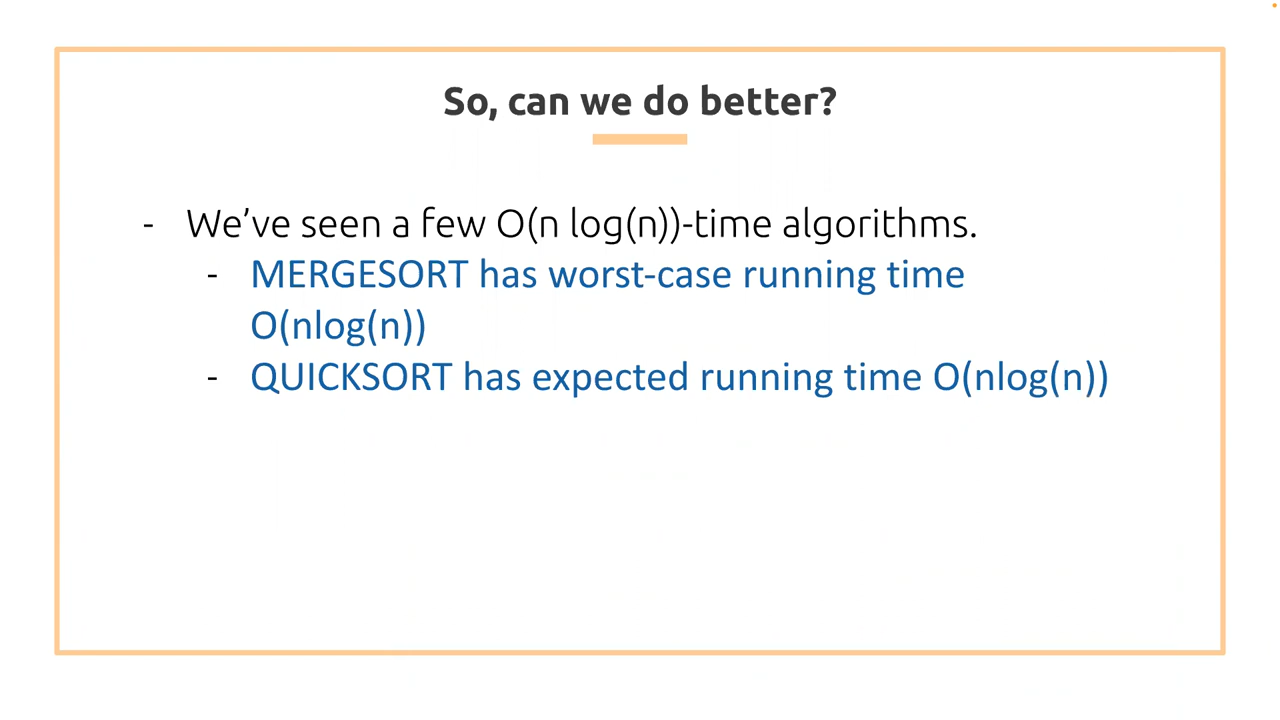 So, can we do better?
- We’ve seen a few O(n log(n))-time algorithms.
- MERGESORT has worst-case running time
O(nlog(n))
- QUICKSORT has expected running time O(nlog(n))